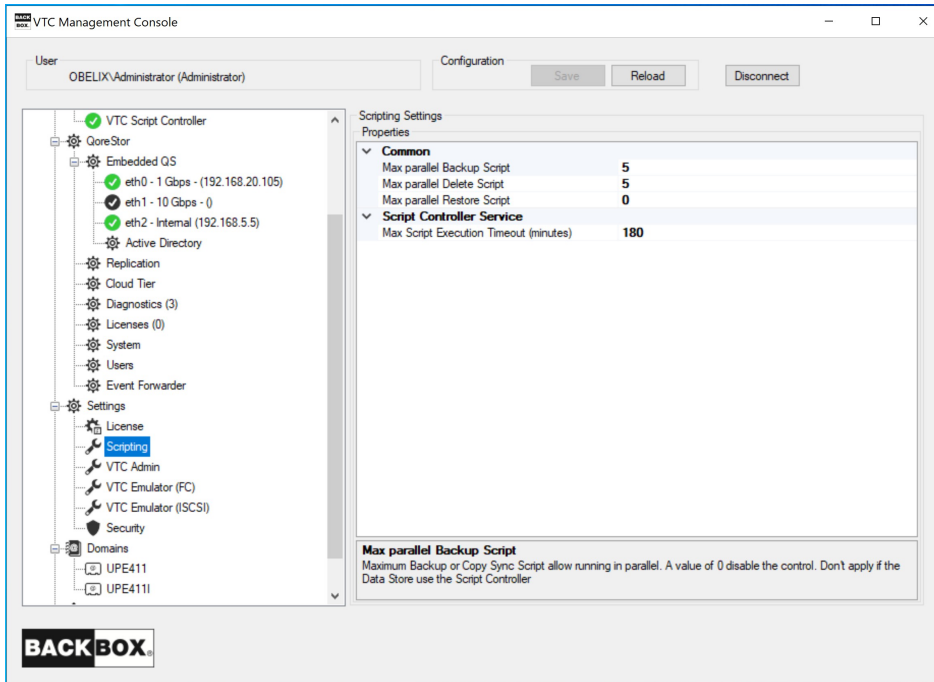 BACK
BOX
VTC Management Console
User
OBELIX\Administrator (Administrator)
Configuration
Save
Reload
Disconnect
VTC Script Controller
QoreStor
Embedded QS
eth0 - 1 Gbps - (192.168.20.105)
eth1 - 10 Gbps - ()
eth2 - Internal (192.168.5.5)
Active Directory
Replication
Cloud Tier
Diagnostics (3)
Licenses (0)
System
Users
Event Forwarder
Settings
License
Scripting
VTC Admin
VTC Emulator (FC)
VTC Emulator (ISCSI)
Security
Domains
UPE411
UPE411I
Scripting Settings
Properties
Common
Max parallel Backup Script 5
Max parallel Delete Script 5
Max parallel Restore Script 0
Script Controller Service
Max Script Execution Timeout (minutes) 180
Max parallel Backup Script
Maximum Backup or Copy Sync Script allow running in parallel. A value of 0 disable the control. Don't apply if the
Data Store use the Script Controller
BACKBOX®